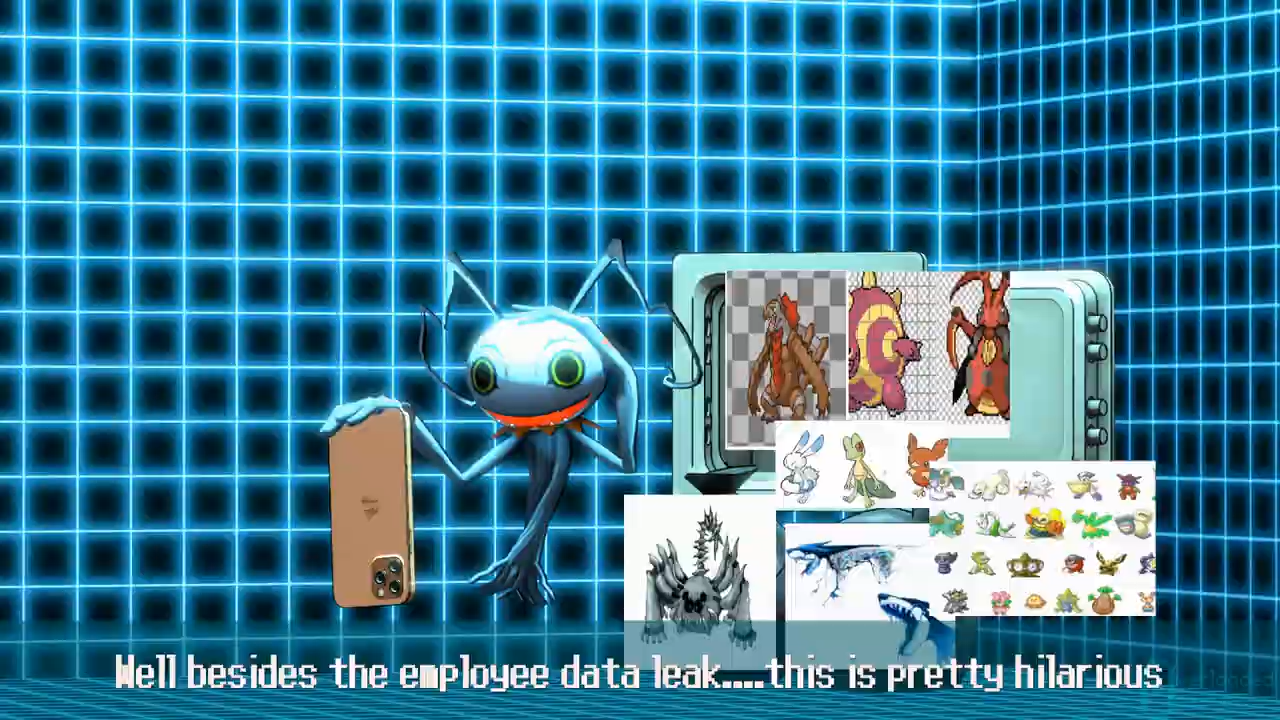 Well besides the employee data leak....this is pretty hilarious